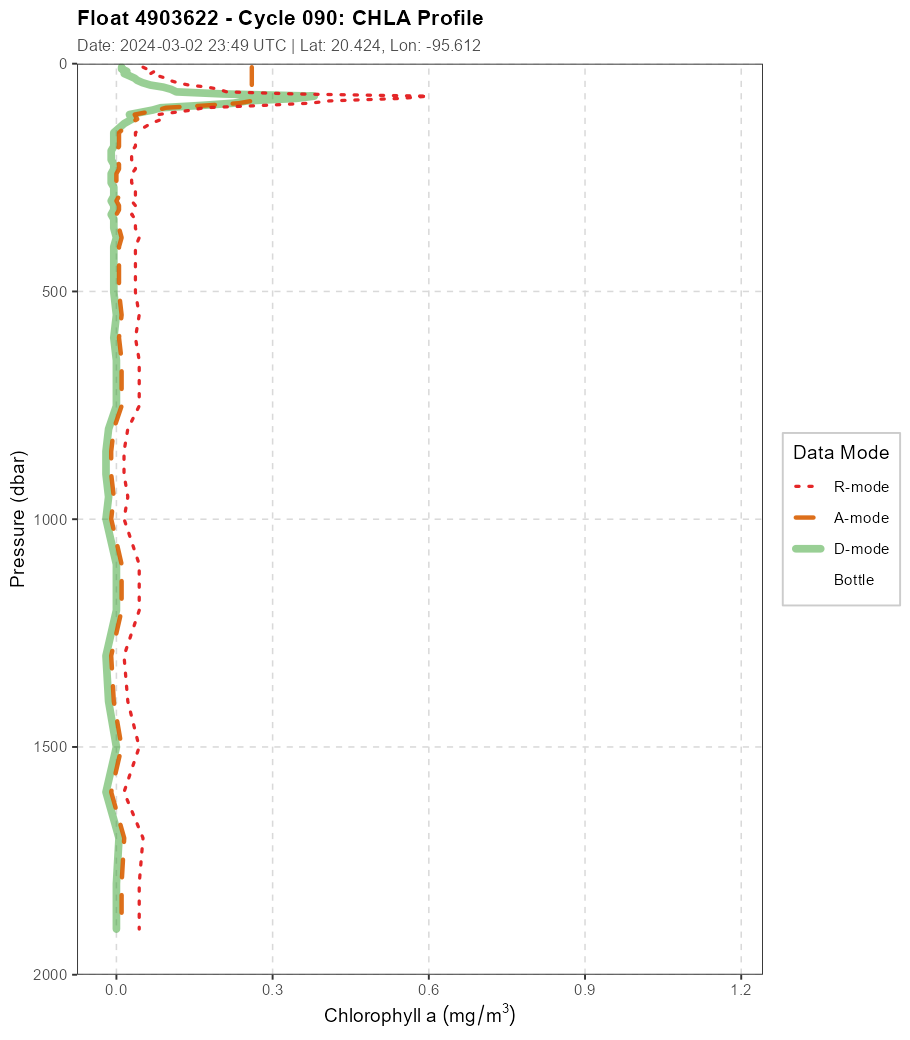 Float 4903622 - Cycle 090: CHLA Profile
Date: 2024-03-02 23:49 UTC | Lat: 20.424, Lon: -95.612
0
500
1000
1500
2000
Pressure (dbar)
0.0 0.3 0.6 0.9 1.2
Chlorophyll a (mg/m³)
Data Mode
R-mode
A-mode
D-mode
Bottle